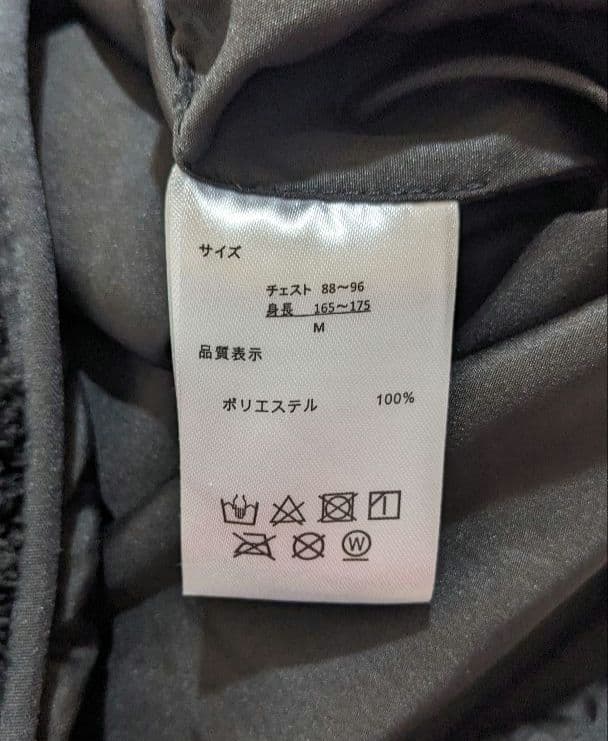 サイズ
チェスト 88～96
身長 165～175
M
品質表示
ポリエステル 100%
W